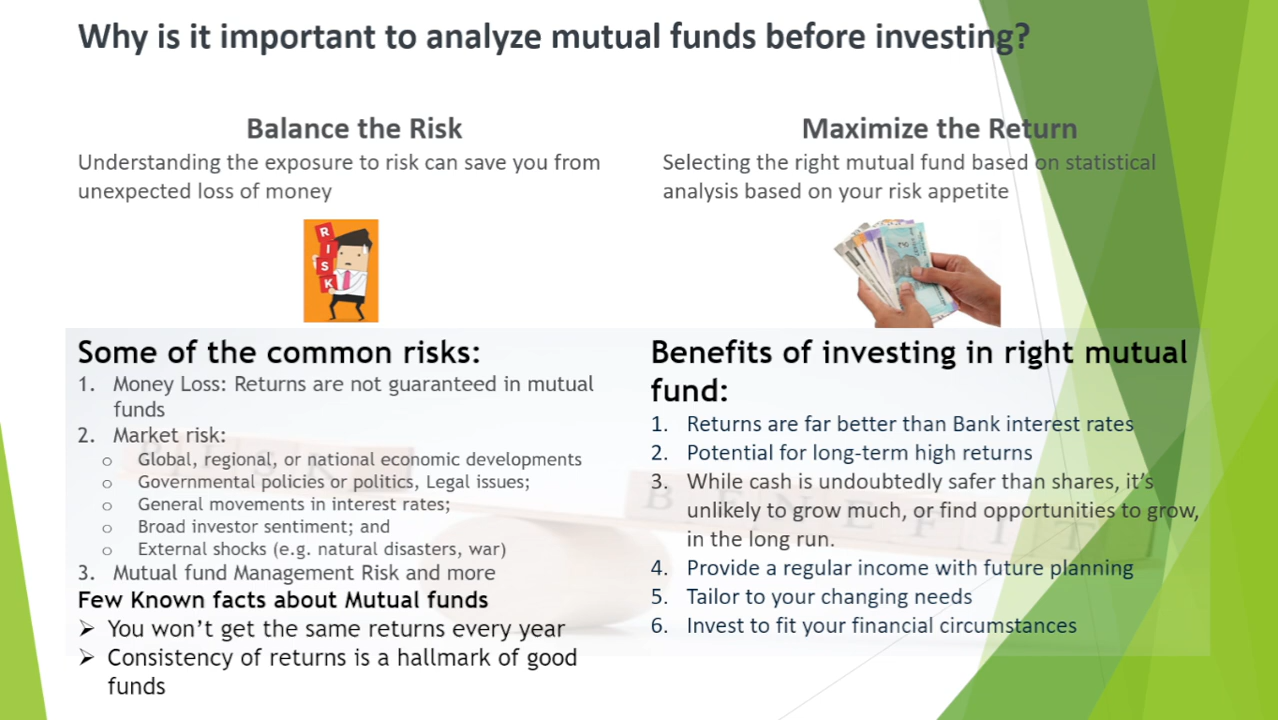 Why is it important to analyze mutual funds before investing?
Balance the Risk
Understanding the exposure to risk can save you from
unexpected loss of money
R
I
S
K
Some of the common risks:
1. Money Loss: Returns are not guaranteed in mutual
funds
2. Market risk:
o Global, regional, or national economic developments
o Governmental policies or politics, Legal issues;
o General movements in interest rates;
o Broad investor sentiment; and
o External shocks (e.g. natural disasters, war)
3. Mutual fund Management Risk and more
Few Known facts about Mutual funds
➢ You won’t get the same returns every year
➢ Consistency of returns is a hallmark of good
funds
Maximize the Return
Selecting the right mutual fund based on statistical
analysis based on your risk appetite
Benefits of investing in right mutual
fund:
1. Returns are far better than Bank interest rates
2. Potential for long-term high returns
3. While cash is undoubtedly safer than shares, it’s
unlikely to grow much, or find opportunities to grow,
in the long run.
4. Provide a regular income with future planning
5. Tailor to your changing needs
6. Invest to fit your financial circumstances
RISK
BENEFIT